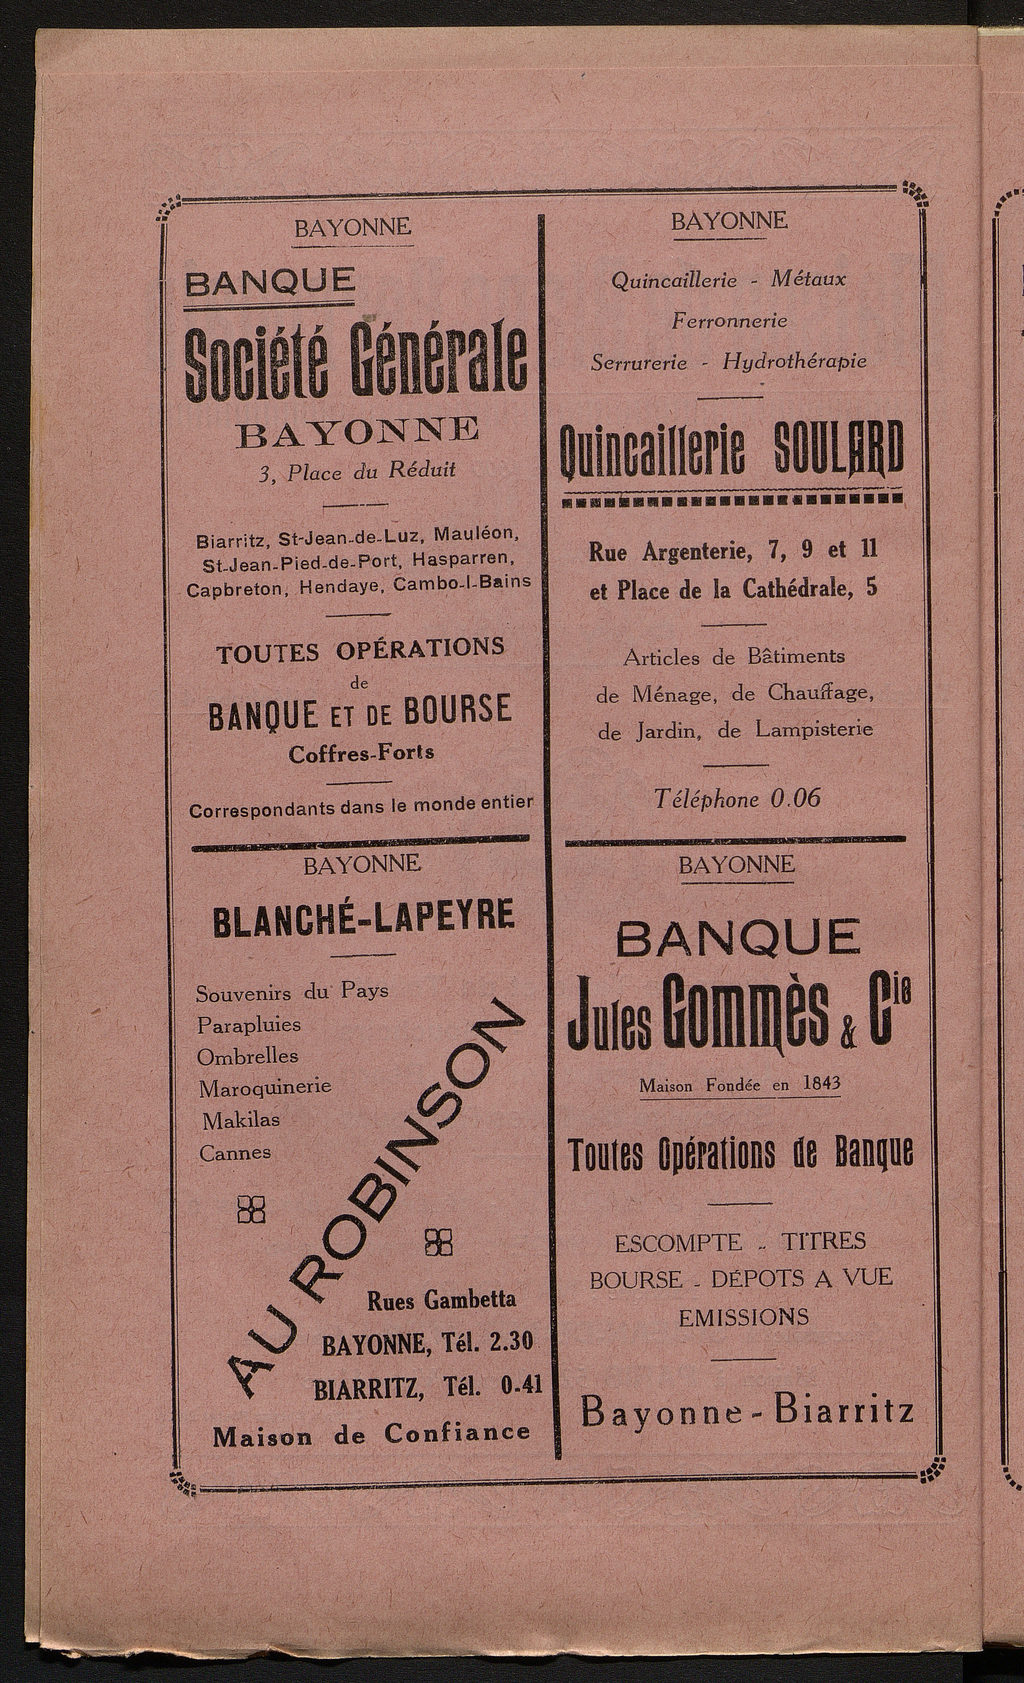 BAYONNE
BANQUE
Société Générale
BAYONNE
3, Place du Réduit
Biarritz, St-Jean-de-Luz, Mauléon,
St-Jean-Pied-de-Port, Hasparren,
Capbreton, Hendaye, Cambo-l-Bains
TOUTES OPÉRATIONS
de
BANQUE ET DE BOURSE
Coffres-Forts
Correspondants dans le monde entier
BAYONNE
BLANCHÉ-LAPEYRE
Souvenirs du Pays
Parapluies
Ombrelles
Maroquinerie
Makilas
Cannes
AU ROBINSON
Rues Gambetta
BAYONNE, Tél. 2.30
BIARRITZ, Tél. 0-41
Maison de Confiance
BAYONNE
Quincaillerie - Métaux
Ferronnerie
Serrurerie - Hydrothérapie
Quincaillerie SOULARD
Rue Argenterie, 7, 9 et 11
et Place de la Cathédrale, 5
Articles de Bâtiments
de Ménage, de Chauffage,
de Jardin, de Lampisterie
Téléphone 0.06
BAYONNE
BANQUE
Jules Gommès & Cie
Maison Fondée en 1843
Toutes Opérations de Banque
ESCOMPTE - TITRES
BOURSE - DÉPOTS A VUE
EMISSIONS
Bayonne-Biarritz